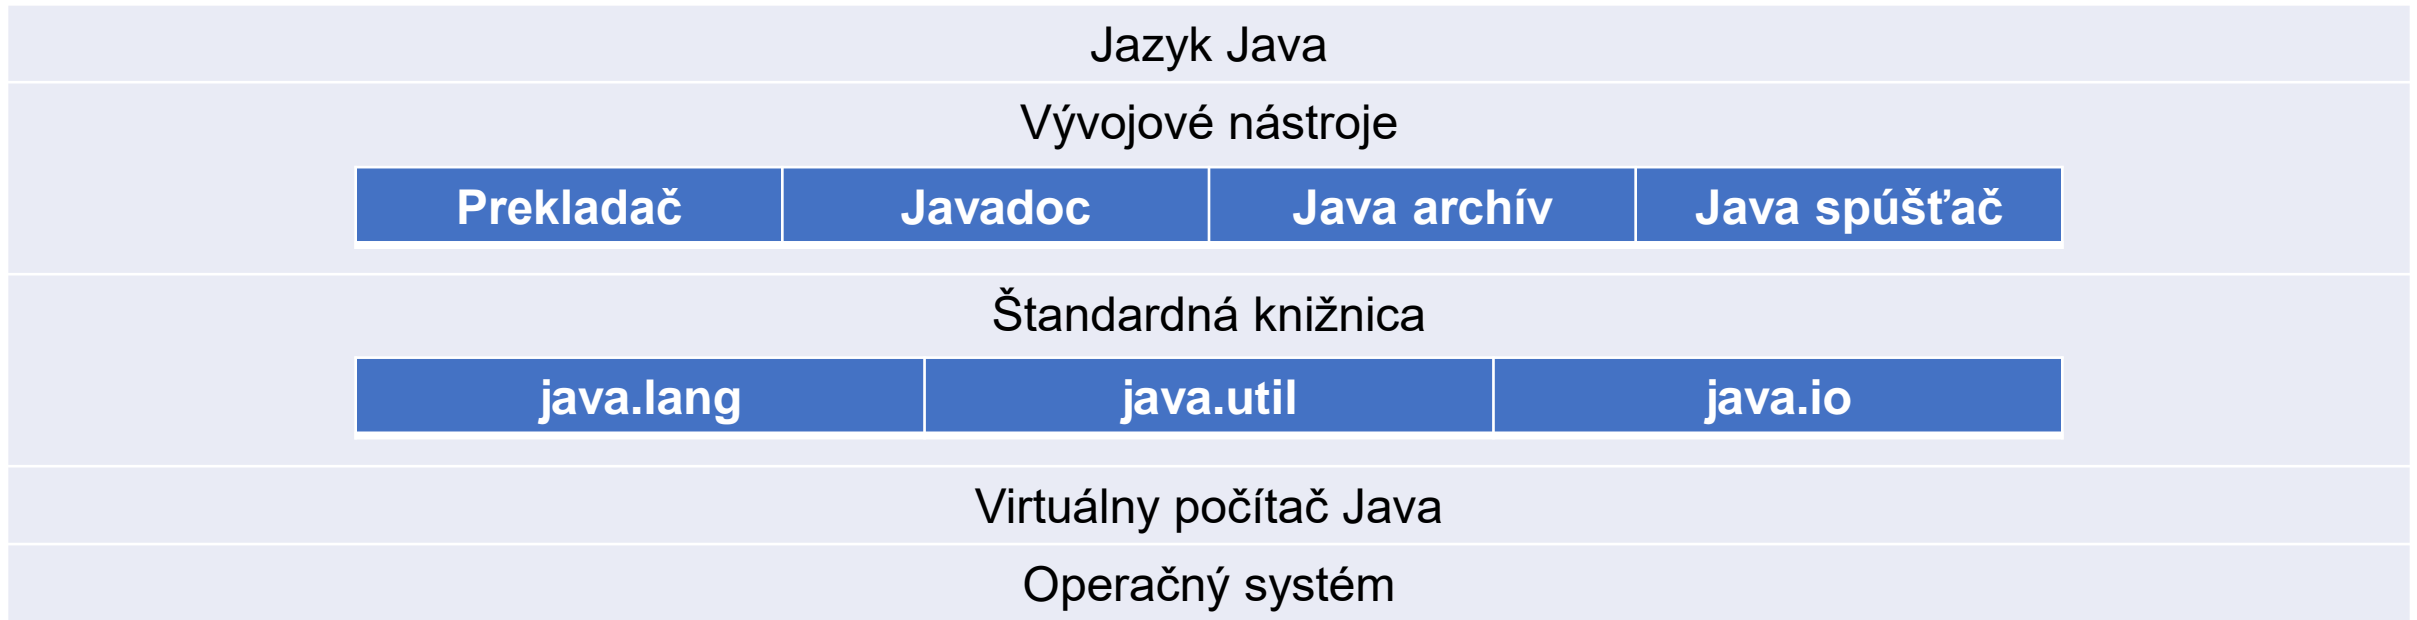 Jazyk Java
Vývojové nástroje
Prekladač Javadoc Java archív Java spúšťač
Štandardná knižnica
java.lang java.util java.io
Virtuálny počítač Java
Operačný systém